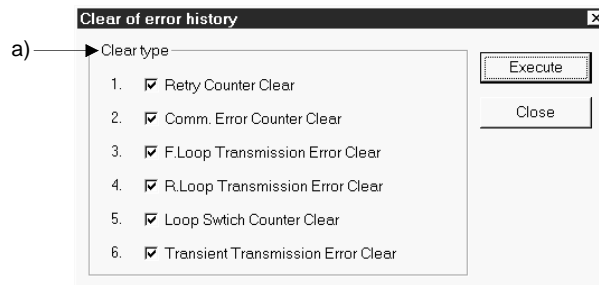 Clear of error history
a)
Clear type
Execute
1. Retry Counter Clear
2. Comm. Error Counter Clear
Close
3. F.Loop Transmission Error Clear
4. R.Loop Transmission Error Clear
5. Loop Swtich Counter Clear
6. Transient Transmission Error Clear